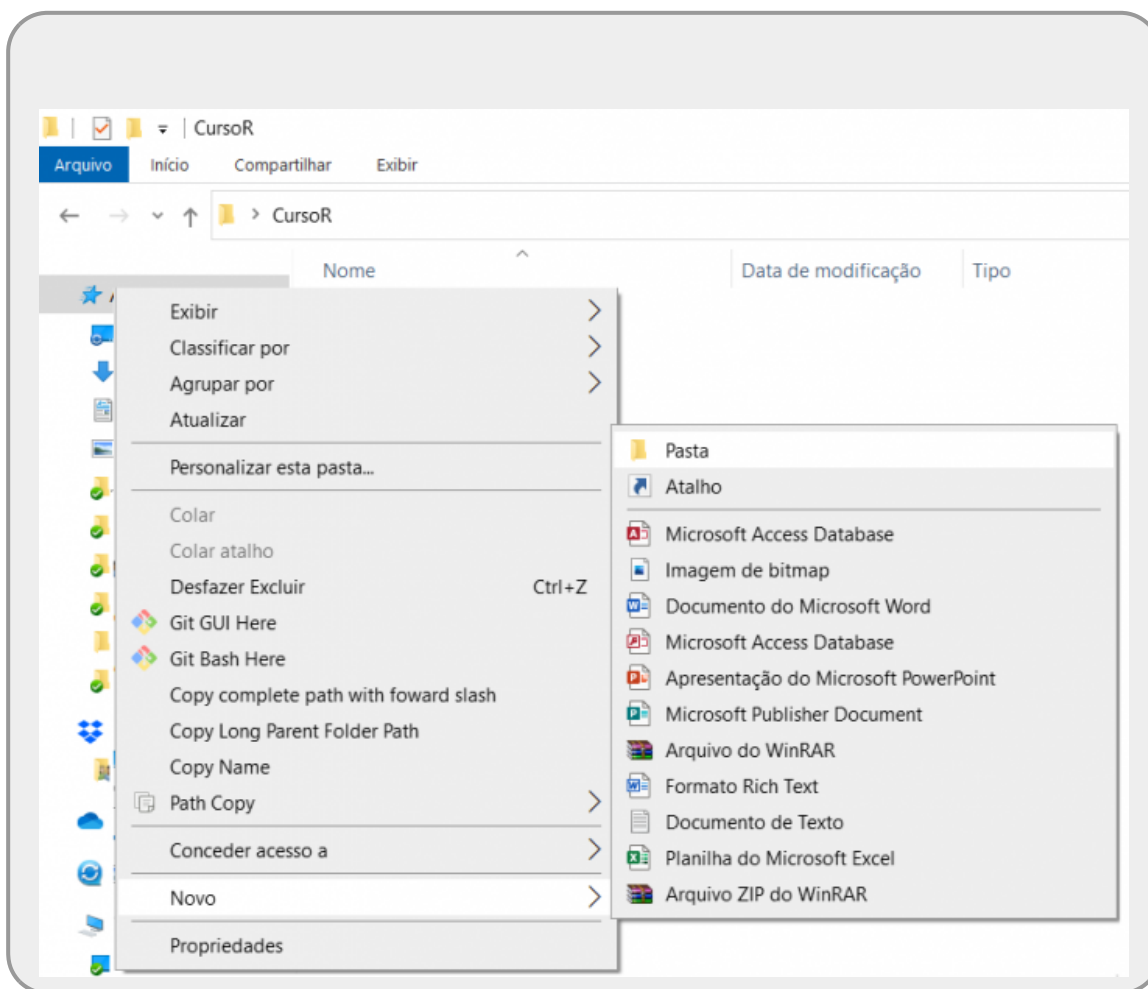 CursoR
Arquivo Início Compartilhar Exibir
CursoR
Nome Data de modificação Tipo
Exibir
Classificar por
Agrupar por
Atualizar
Personalizar esta pasta...
Colar
Colar atalho
Desfazer Excluir Ctrl+Z
Git GUI Here
Git Bash Here
Copy complete path with foward slash
Copy Long Parent Folder Path
Copy Name
Path Copy
Conceder acesso a
Novo
Propriedades
Pasta
Atalho
Microsoft Access Database
Imagem de bitmap
Documento do Microsoft Word
Microsoft Access Database
Apresentação do Microsoft PowerPoint
Microsoft Publisher Document
Arquivo do WinRAR
Formato Rich Text
Documento de Texto
Planilha do Microsoft Excel
Arquivo ZIP do WinRAR